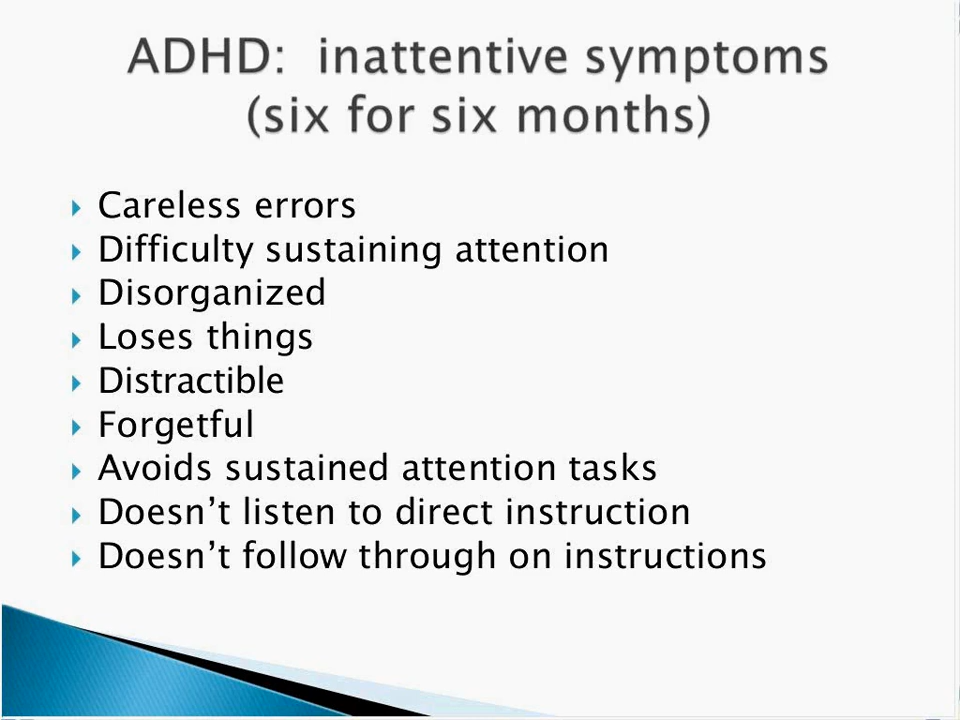 ADHD:  inattentive symptoms
(six for six months)
Careless errors
Difficulty sustaining attention
Disorganized
Loses things
Distractible
Forgetful
Avoids sustained attention tasks
Doesn’t listen to direct instruction
Doesn’t follow through on instructions